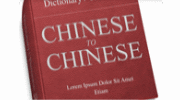 Dictionary
CHINESE
TO
CHINESE
Lorem Ipsum Dolor Sit Amet
Etiam